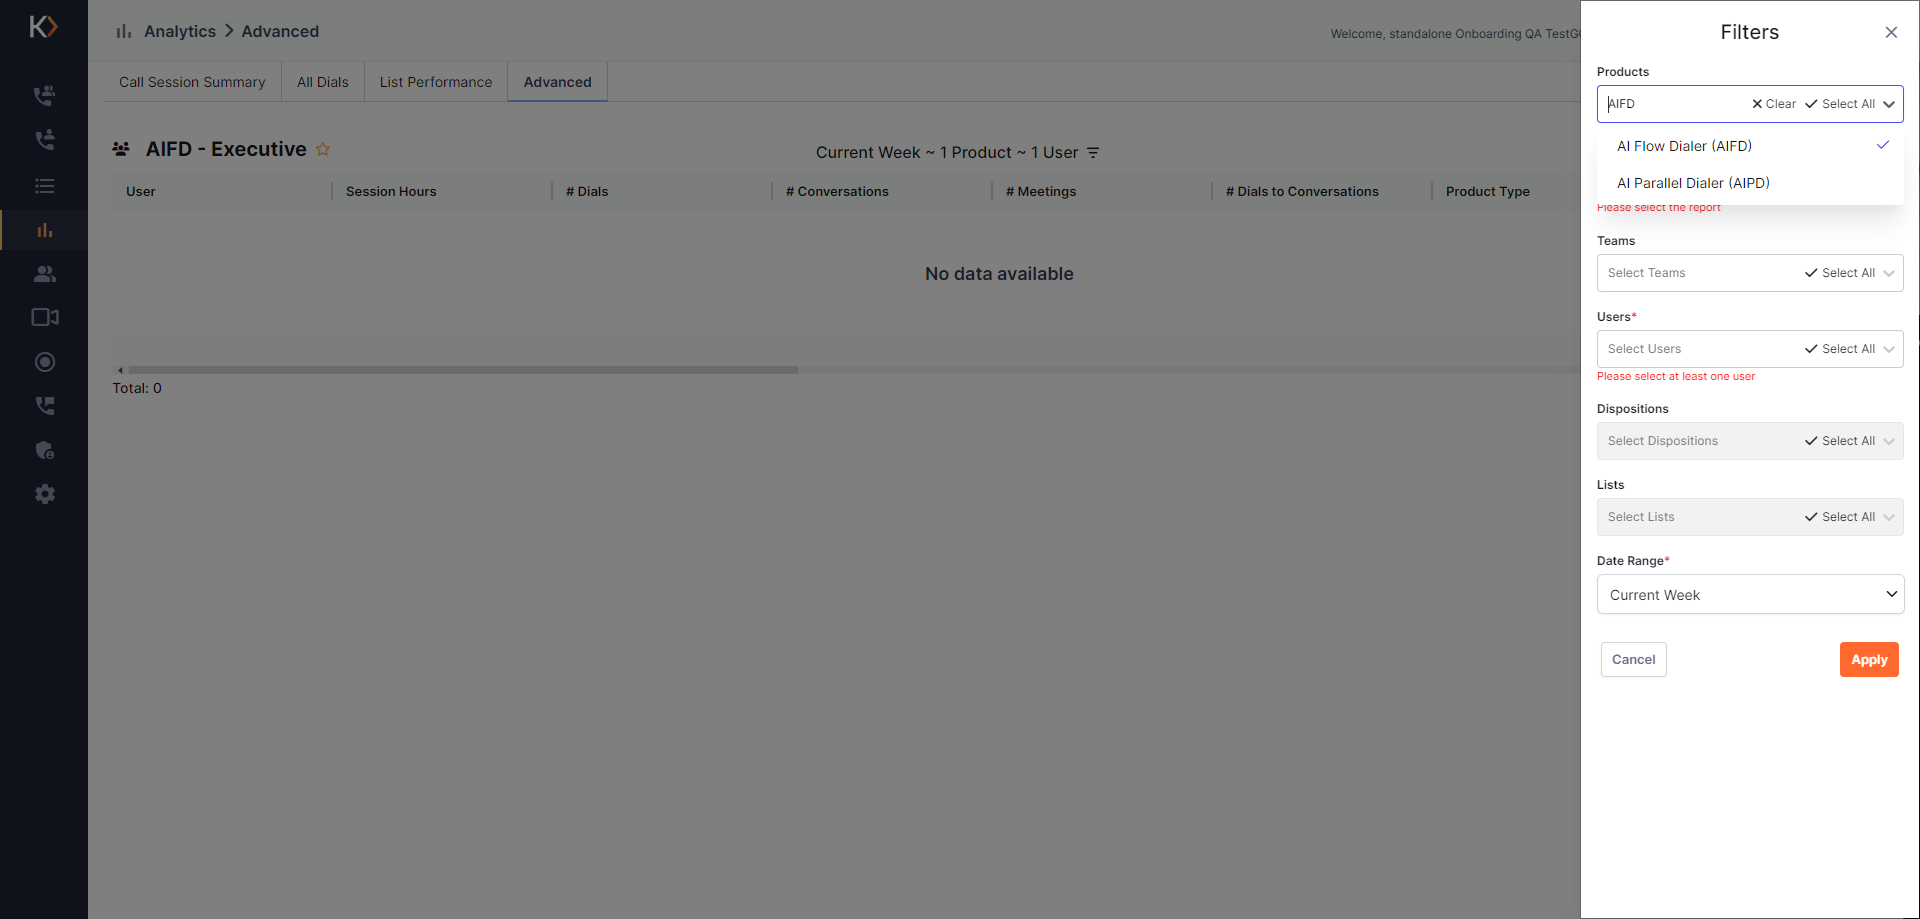 Analytics > Advanced
Welcome, standalone Onboarding QA TestG
Call Session Summary
All Dials
List Performance
Advanced
AIFD - Executive
Current Week ~ 1 Product ~ 1 User
User
Session Hours
# Dials
# Conversations
# Meetings
# Dials to Conversations
Product Type
No data available
Total: 0
Filters
Products
AIFD
Clear
Select All
AI Flow Dialer (AIFD)
AI Parallel Dialer (AIPD)
Please select the report
Teams
Select Teams
Select All
Users*
Select Users
Select All
Please select at least one user
Dispositions
Select Dispositions
Select All
Lists
Select Lists
Select All
Date Range*
Current Week
Cancel
Apply